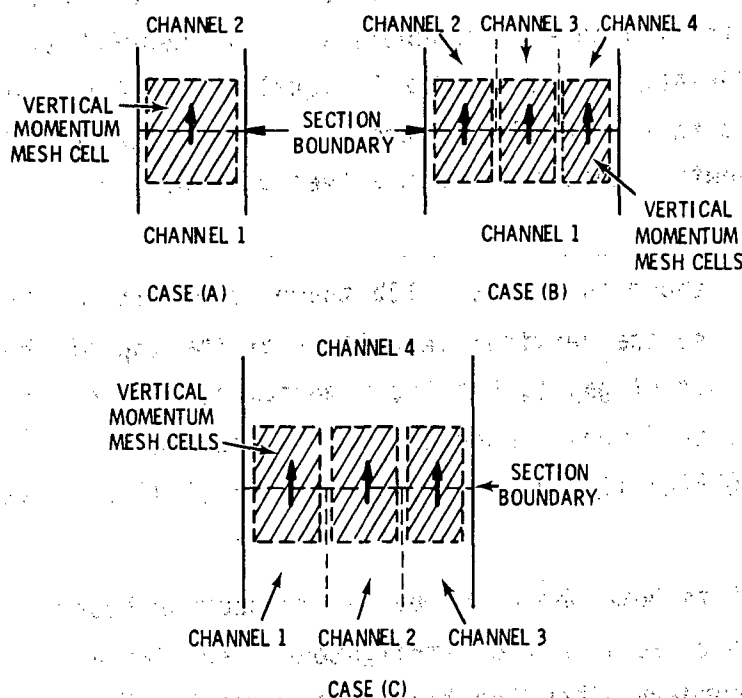 CHANNEL 2
CHANNEL 2
CHANNEL 3
CHANNEL 4
VERTICAL
MOMENTUM
MESH CELL
SECTION
BOUNDARY
CHANNEL 1
CHANNEL 1
VERTICAL
MOMENTUM
MESH CELLS
CASE (A)
CASE (B)
CHANNEL 4
VERTICAL
MOMENTUM
MESH CELLS
SECTION
BOUNDARY
CHANNEL 1
CHANNEL 2
CHANNEL 3
CASE (C)